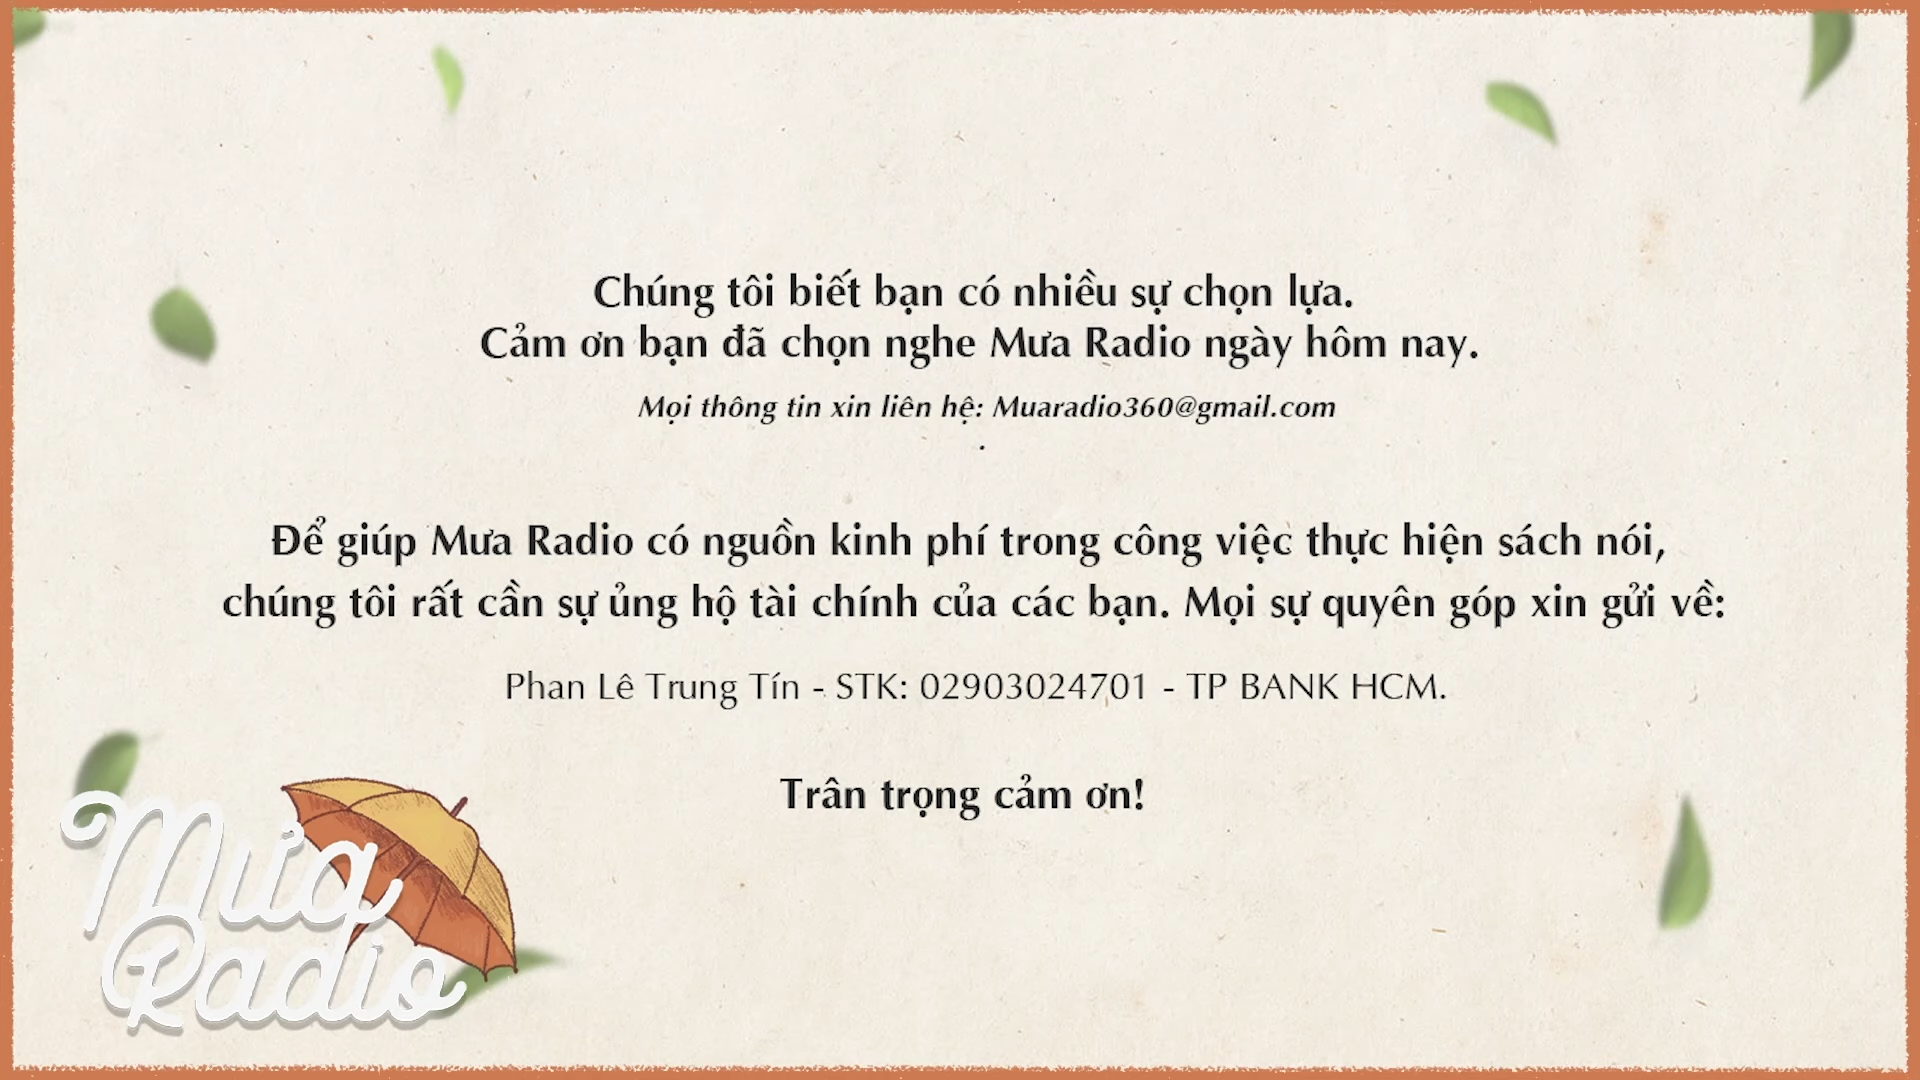 Chúng tôi biết bạn có nhiều sự chọn lựa.
Cảm ơn bạn đã chọn nghe Mưa Radio ngày hôm nay.
Mọi thông tin xin liên hệ: Muaradio360@gmail.com
.
Để giúp Mưa Radio có nguồn kinh phí trong công việc thực hiện sách nói,
chúng tôi rất cần sự ủng hộ tài chính của các bạn. Mọi sự quyên góp xin gửi về:
Phan Lê Trung Tín - STK: 02903024701 - TP BANK HCM.
Trân trọng cảm ơn!
Mưa
Radio